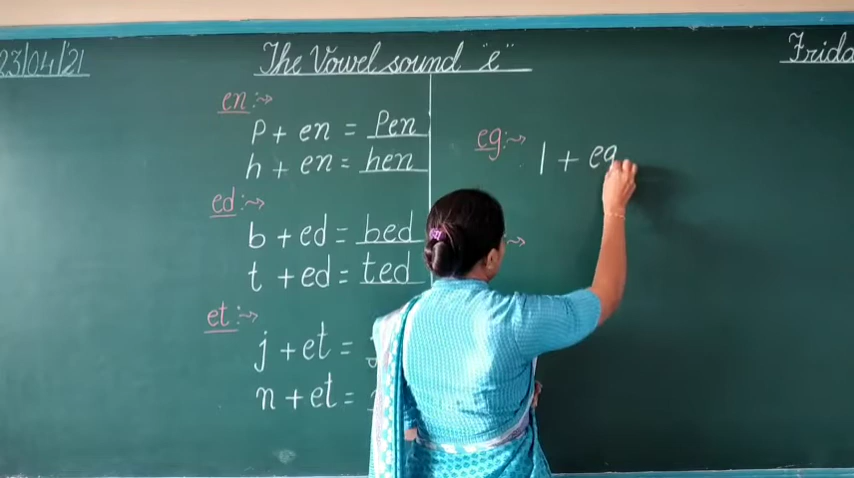 23/04/'21
The Vowel sound "e"
Frida
en:~>
P + en = Pen
h + en = hen
ed:~>
b + ed = bed
t + ed = ted
et:~>
j + et =
n + et =
eg:~>
l + eg